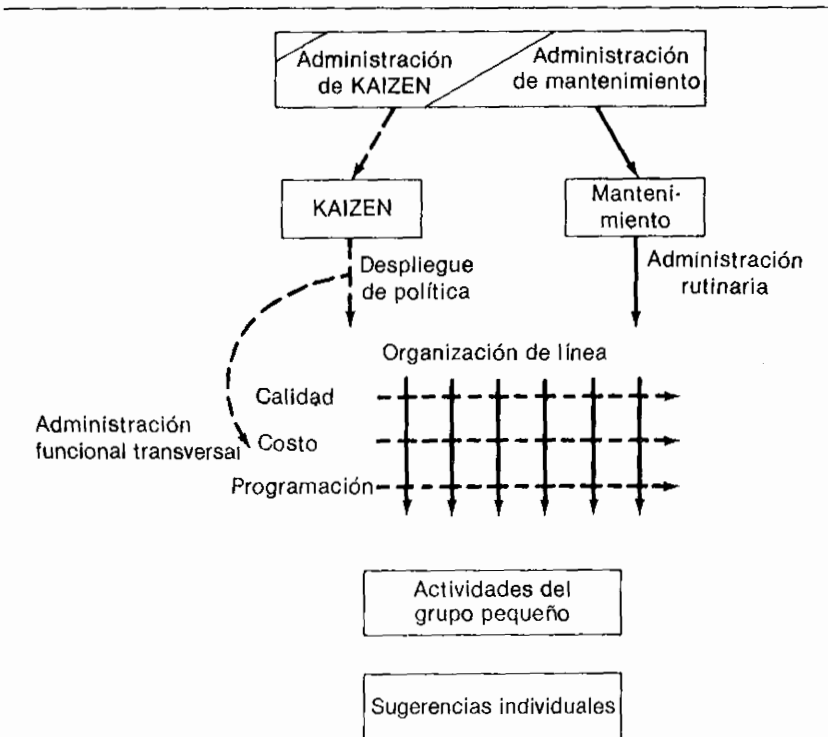 Administración
de KAIZEN
Administración
de mantenimiento
KAIZEN
Manteni-
miento
Despliegue
de política
Administración
rutinaria
Organización de línea
Calidad
Administración
funcional transversal
Costo
Programación
Actividades del
grupo pequeño
Sugerencias individuales